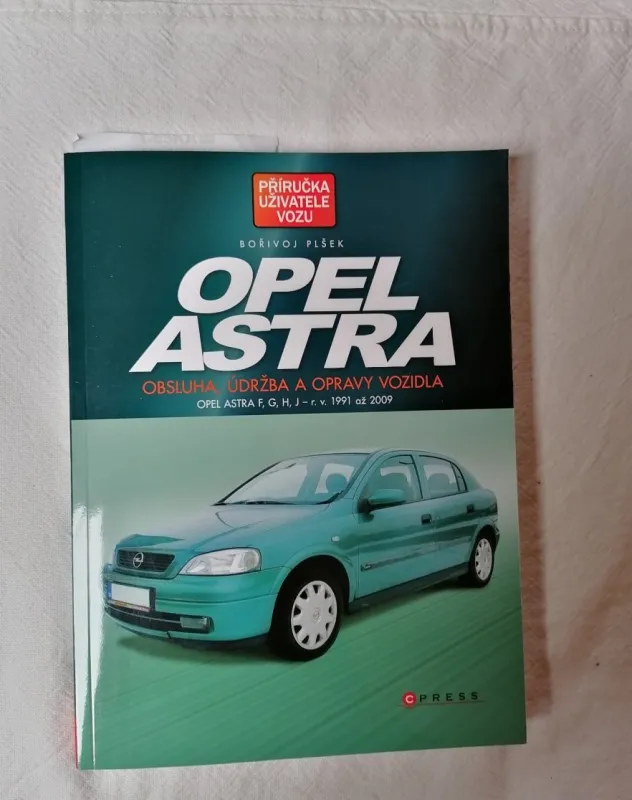 PŘÍRUČKA
UŽIVATELE
VOZU
BOŘIVOJ PLŠEK
OPEL
ASTRA
OBSLUHA, ÚDRŽBA A OPRAVY VOZIDLA
OPEL ASTRA F, G, H, J – r. v. 1991 až 2009
CPRESS